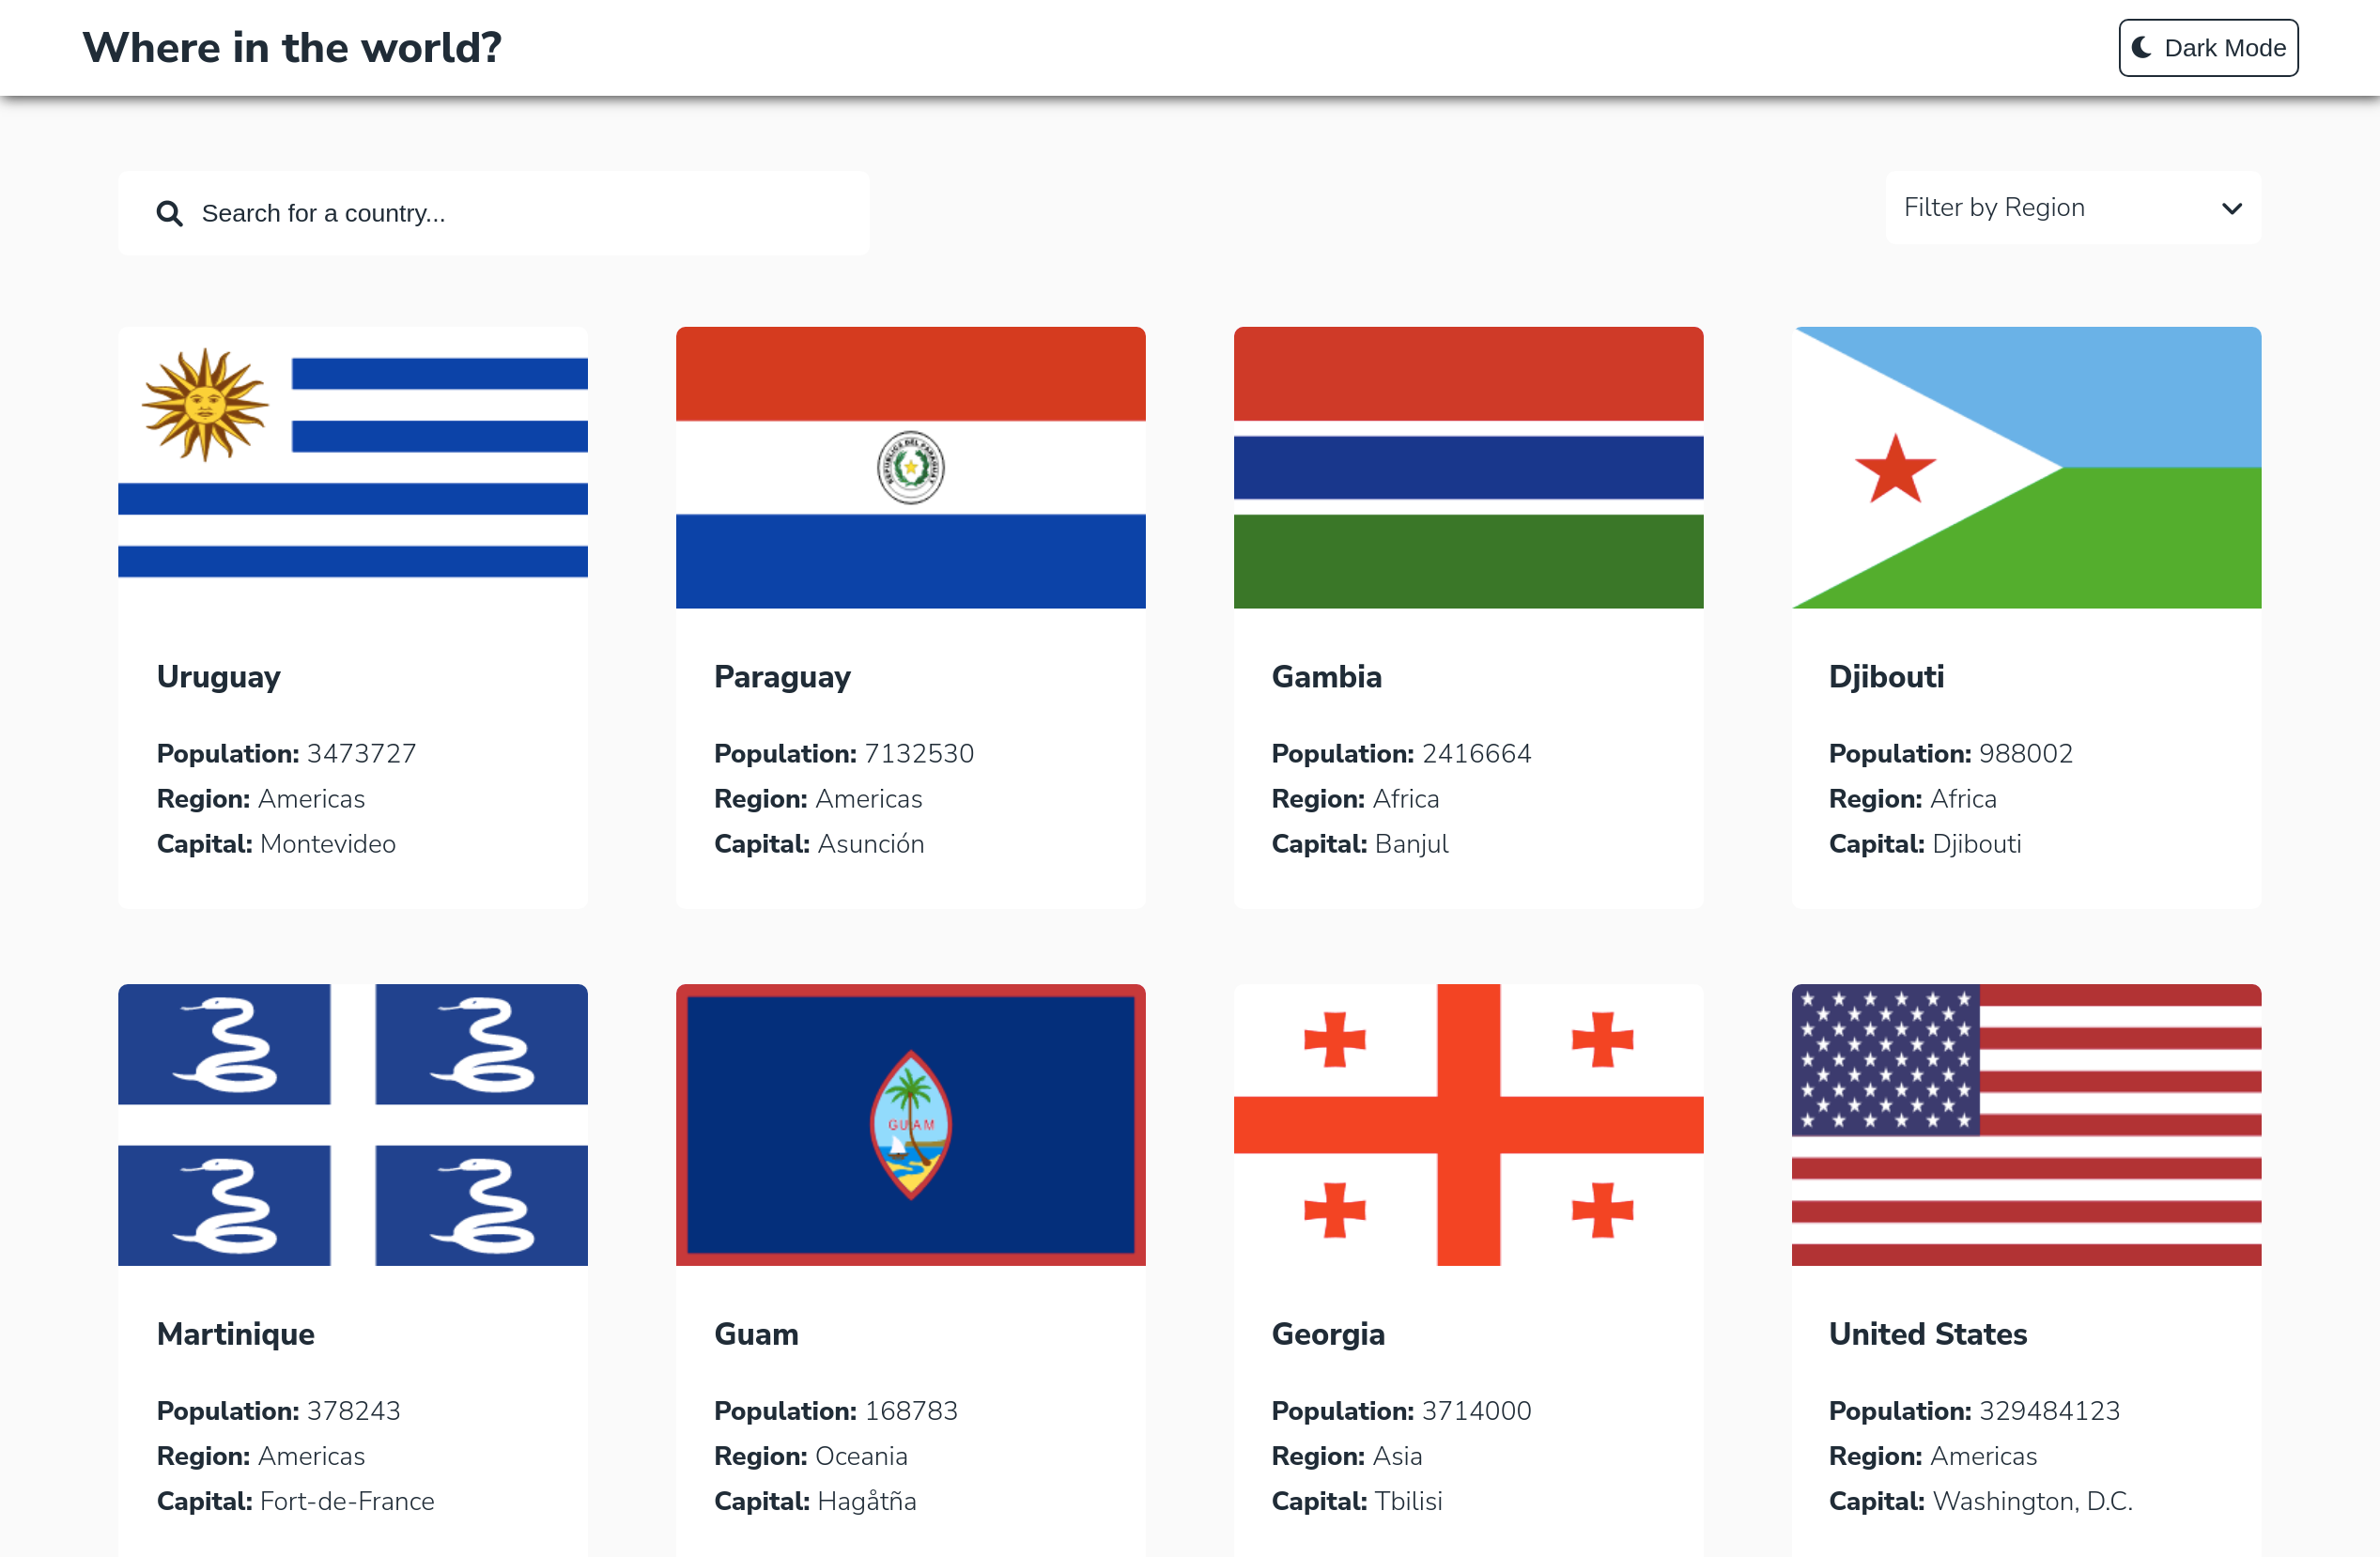 Where in the world?
Dark Mode
Search for a country...
Filter by Region
REPUBLICA DEL PARAGUAY
Uruguay
Population: 3473727
Region: Americas
Capital: Montevideo
Paraguay
Population: 7132530
Region: Americas
Capital: Asunción
Gambia
Population: 2416664
Region: Africa
Capital: Banjul
Djibouti
Population: 988002
Region: Africa
Capital: Djibouti
GUAM
Martinique
Population: 378243
Region: Americas
Capital: Fort-de-France
Guam
Population: 168783
Region: Oceania
Capital: Hagåtña
Georgia
Population: 3714000
Region: Asia
Capital: Tbilisi
United States
Population: 329484123
Region: Americas
Capital: Washington, D.C.